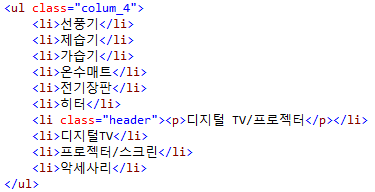 <ul class="colum_4">
<li>선풍기</li>
<li>제습기</li>
<li>가습기</li>
<li>온수매트</li>
<li>전기장판</li>
<li>히터</li>
<li class="header"><p>디지털 TV/프로젝터</p></li>
<li>디지털TV</li>
<li>프로젝터/스크린</li>
<li>악세사리</li>
</ul>